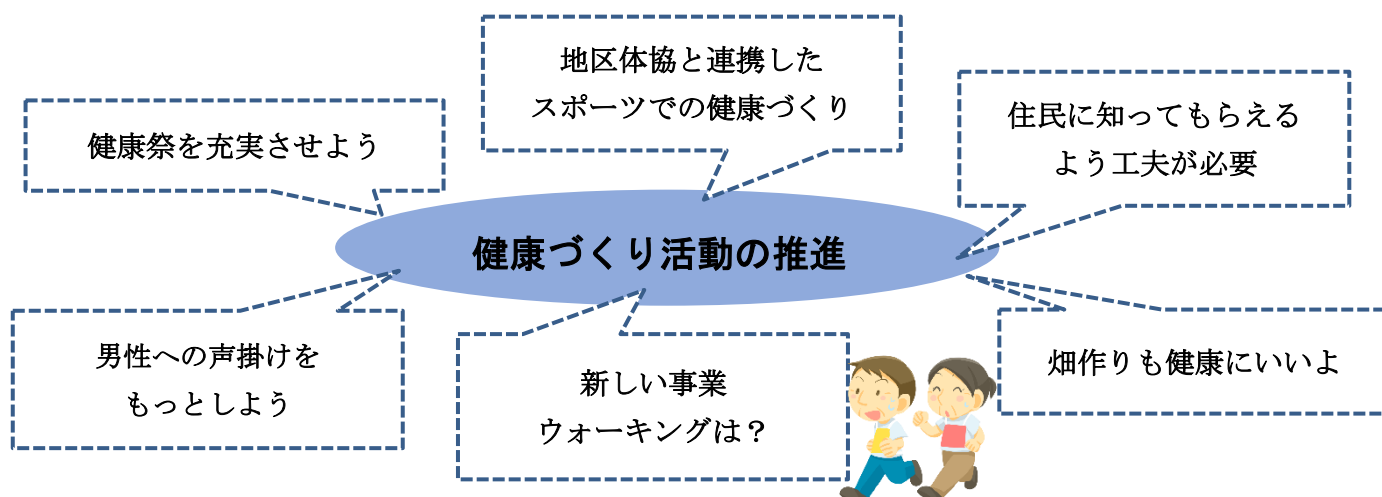 地区体協と連携した
スポーツでの健康づくり
健康祭を充実させよう
住民に知ってもらえる
よう工夫が必要
健康づくり活動の推進
男性への声掛けを
もっとしよう
新しい事業
ウォーキングは？
畑作りも健康にいいよ